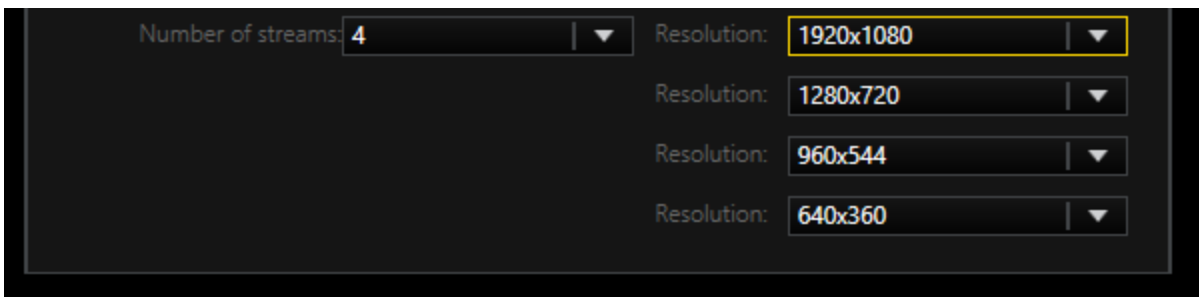 Number of streams: 4 Resolution: 1920x1080
Resolution: 1280x720
Resolution: 960x544
Resolution: 640x360